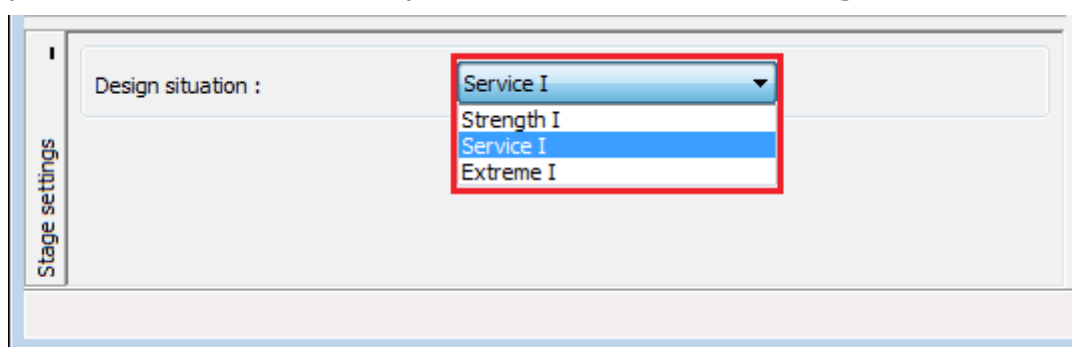 Design situation :
Service I
Strength I
Service I
Extreme I
Stage settings